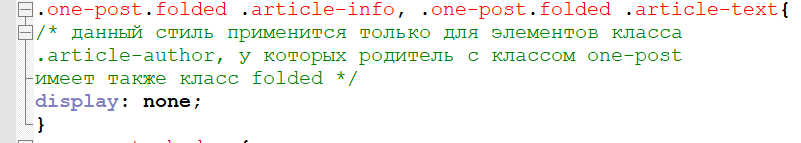 .one-post.folded .article-info, .one-post.folded .article-text{
/* данный стиль применится только для элементов класса
.article-author, у которых родитель с классом one-post
имеет также класс folded */
display: none;
}